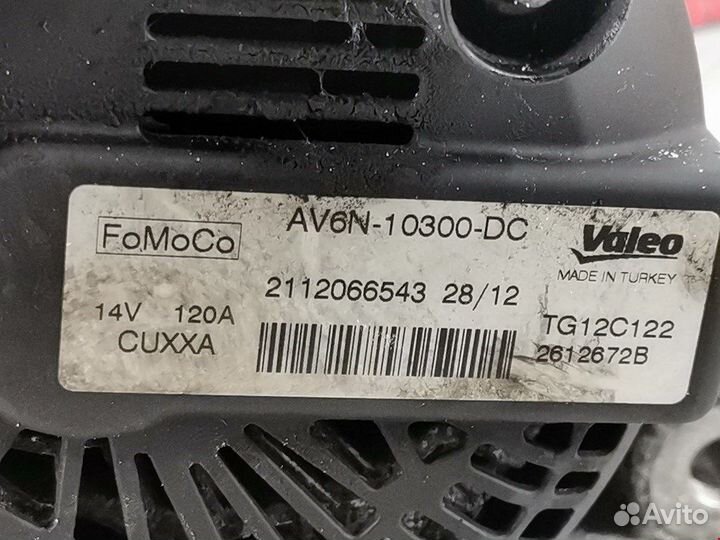 FoMoCo
AV6N-10300-DC
Valeo
MADE IN TURKEY
2112066543 28/12
14V 120A
CUXXA
TG12C122
2612672B
Avito